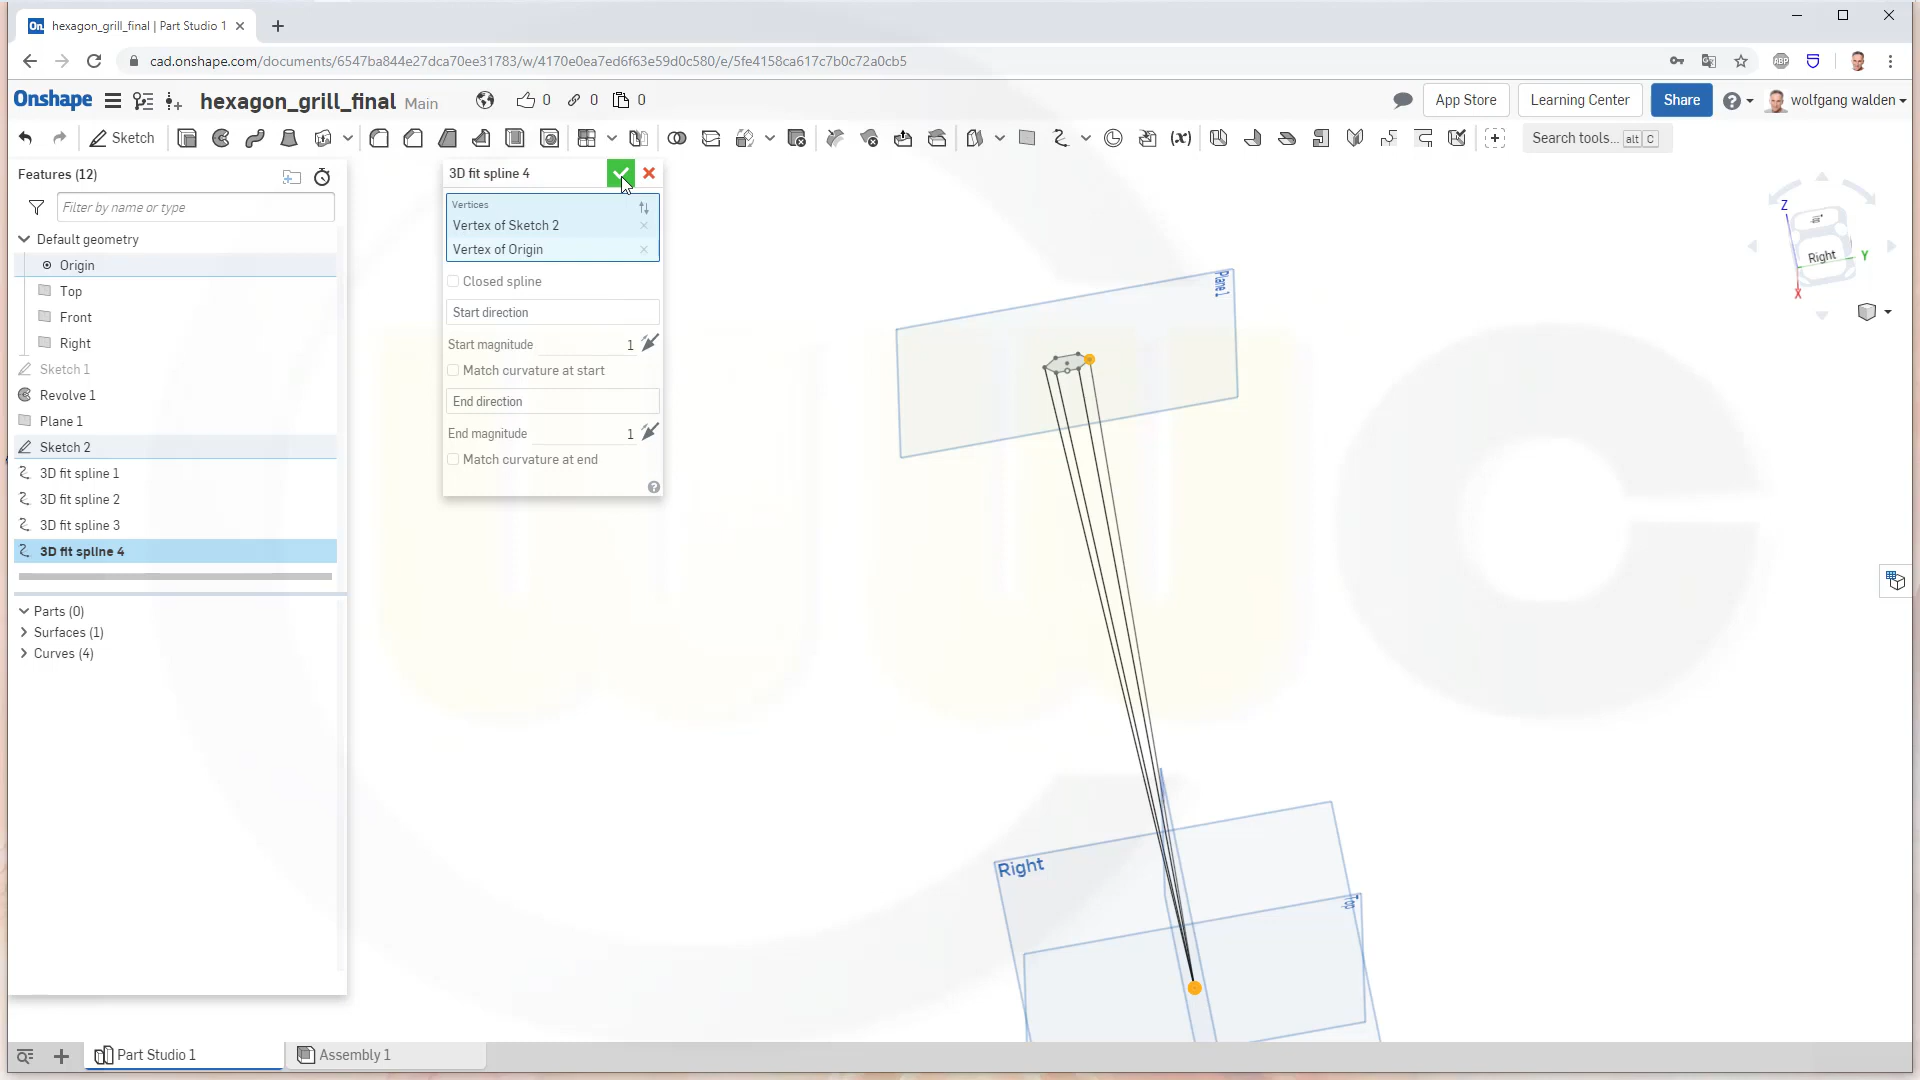 On hexagon_grill_final | Part Studio 1
cad.onshape.com/documents/6547ba844e27dca70ee31783/w/4170e0ea7ed6f63e59d0c580/e/5fe4158ca617c7b0c72a0cb5
ABP
Onshape hexagon_grill_final Main 0 0 0 App Store Learning Center Share wolfgang walden
Sketch (x) Search tools... alt C
Features (12)
Filter by name or type
Default geometry
Origin
Top
Front
Right
Sketch 1
Revolve 1
Plane 1
Sketch 2
3D fit spline 1
3D fit spline 2
3D fit spline 3
3D fit spline 4
Parts (0)
Surfaces (1)
Curves (4)
3D fit spline 4
Vertices
Vertex of Sketch 2
Vertex of Origin
Closed spline
Start direction
Start magnitude 1
Match curvature at start
End direction
End magnitude 1
Match curvature at end
Plane 1
Right
Z
Right
Y
X
Part Studio 1
Assembly 1